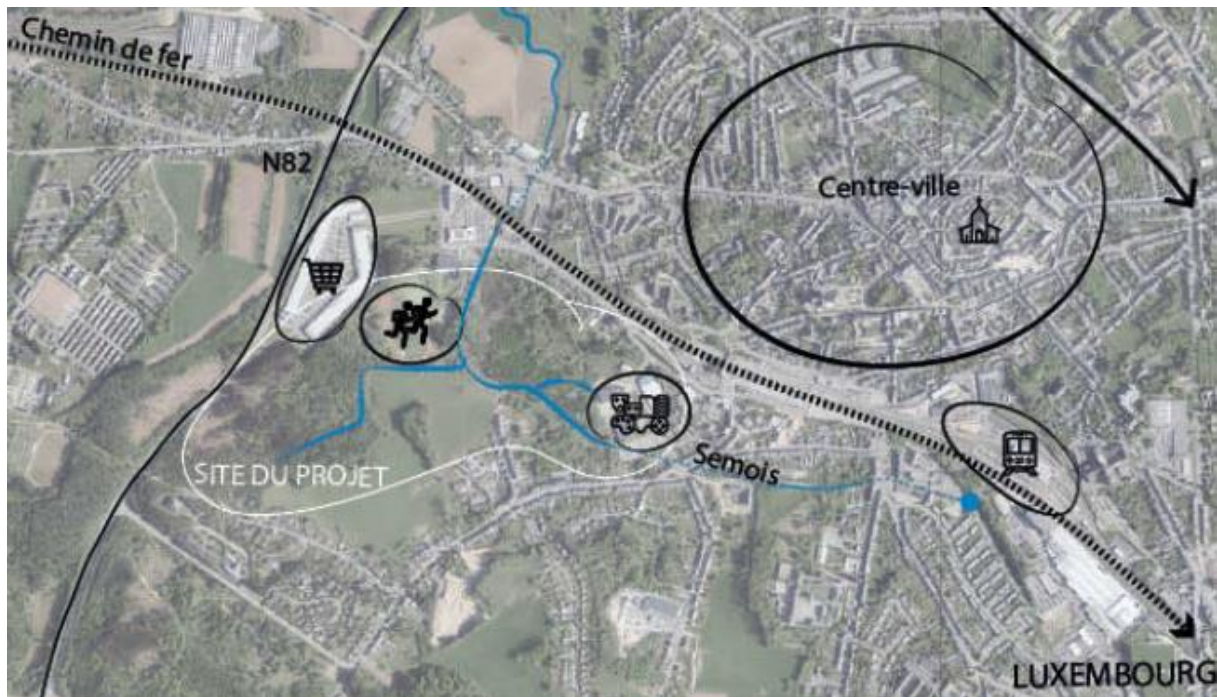 Chemin de fer
N82
Centre-ville
SITE DU PROJET
Semois
LUXEMBOURG